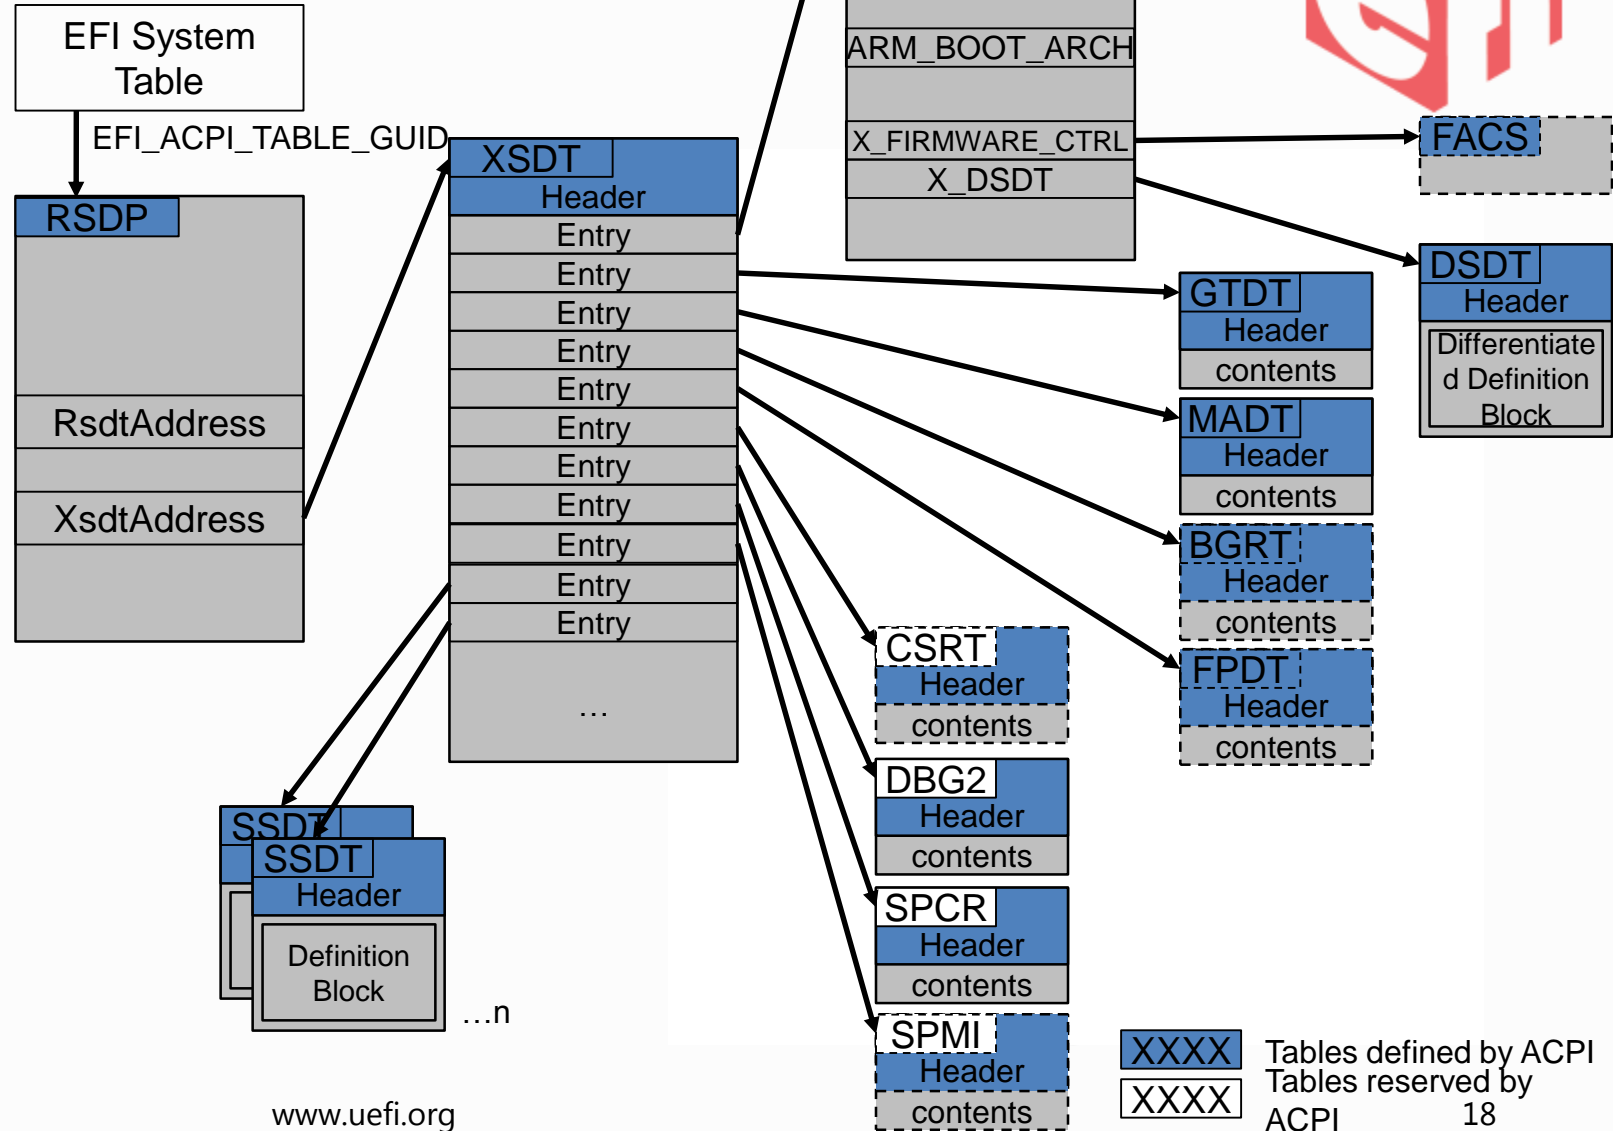 EFI System
Table
EFI_ACPI_TABLE_GUID
RSDP
RsdtAddress
XsdtAddress
XSDT
Header
Entry
Entry
Entry
Entry
Entry
Entry
Entry
Entry
Entry
Entry
Entry
…
ARM_BOOT_ARCH
X_FIRMWARE_CTRL
X_DSDT
FACS
DSDT
Header
Differentiate
d Definition
Block
GTDT
Header
contents
MADT
Header
contents
BGRT
Header
contents
FPDT
Header
contents
CSRT
Header
contents
DBG2
Header
contents
SPCR
Header
contents
SPMI
Header
contents
SSDT
SSDT
Header
Definition
Block
…n
XXXX Tables defined by ACPI
XXXX Tables reserved by
ACPI
www.uefi.org
18